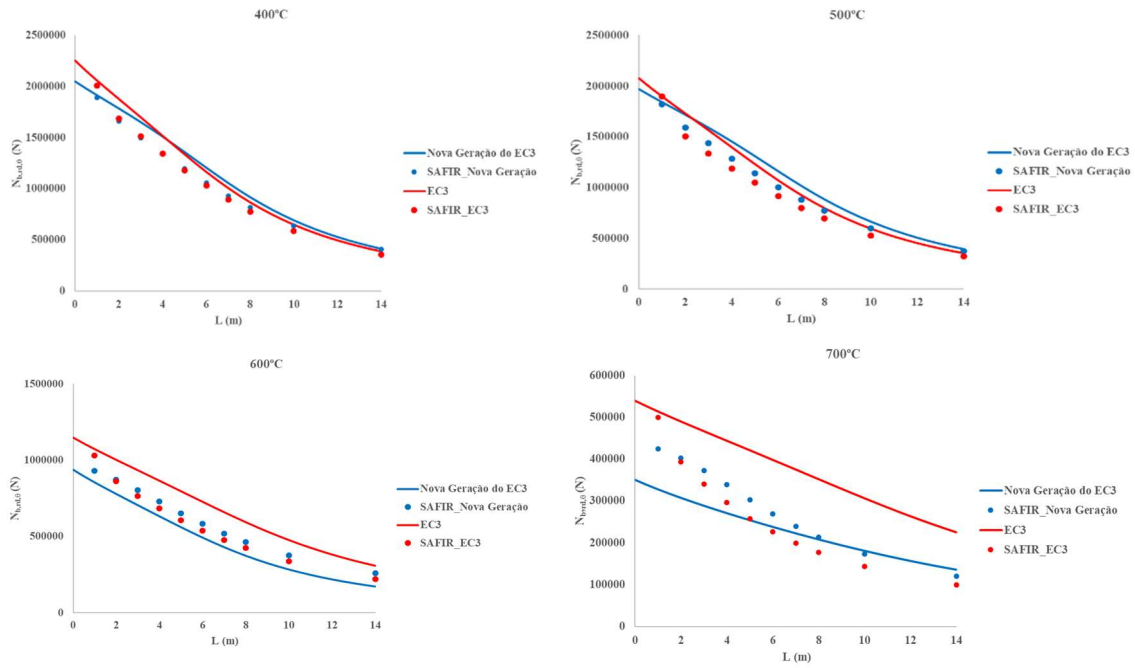 400ºC
2500000
2000000
1500000
1000000
500000
0
N b,rd,θ (N)
0 2 4 6 8 10 12 14
L (m)
Nova Geração do EC3
SAFIR_Nova Geração
EC3
SAFIR_EC3
500ºC
2500000
2000000
1500000
1000000
500000
0
N b,rd,θ (N)
0 2 4 6 8 10 12 14
L (m)
Nova Geração do EC3
SAFIR_Nova Geração
EC3
SAFIR_EC3
600ºC
1500000
1000000
500000
0
N b,rd,θ (N)
0 2 4 6 8 10 12 14
L (m)
Nova Geração do EC3
SAFIR_Nova Geração
EC3
SAFIR_EC3
700ºC
600000
500000
400000
300000
200000
100000
0
(N)
0 2 4 6 8 10 12 14
L (m)
Nova Geração do EC3
SAFIR_Nova Geração
EC3
SAFIR_EC3